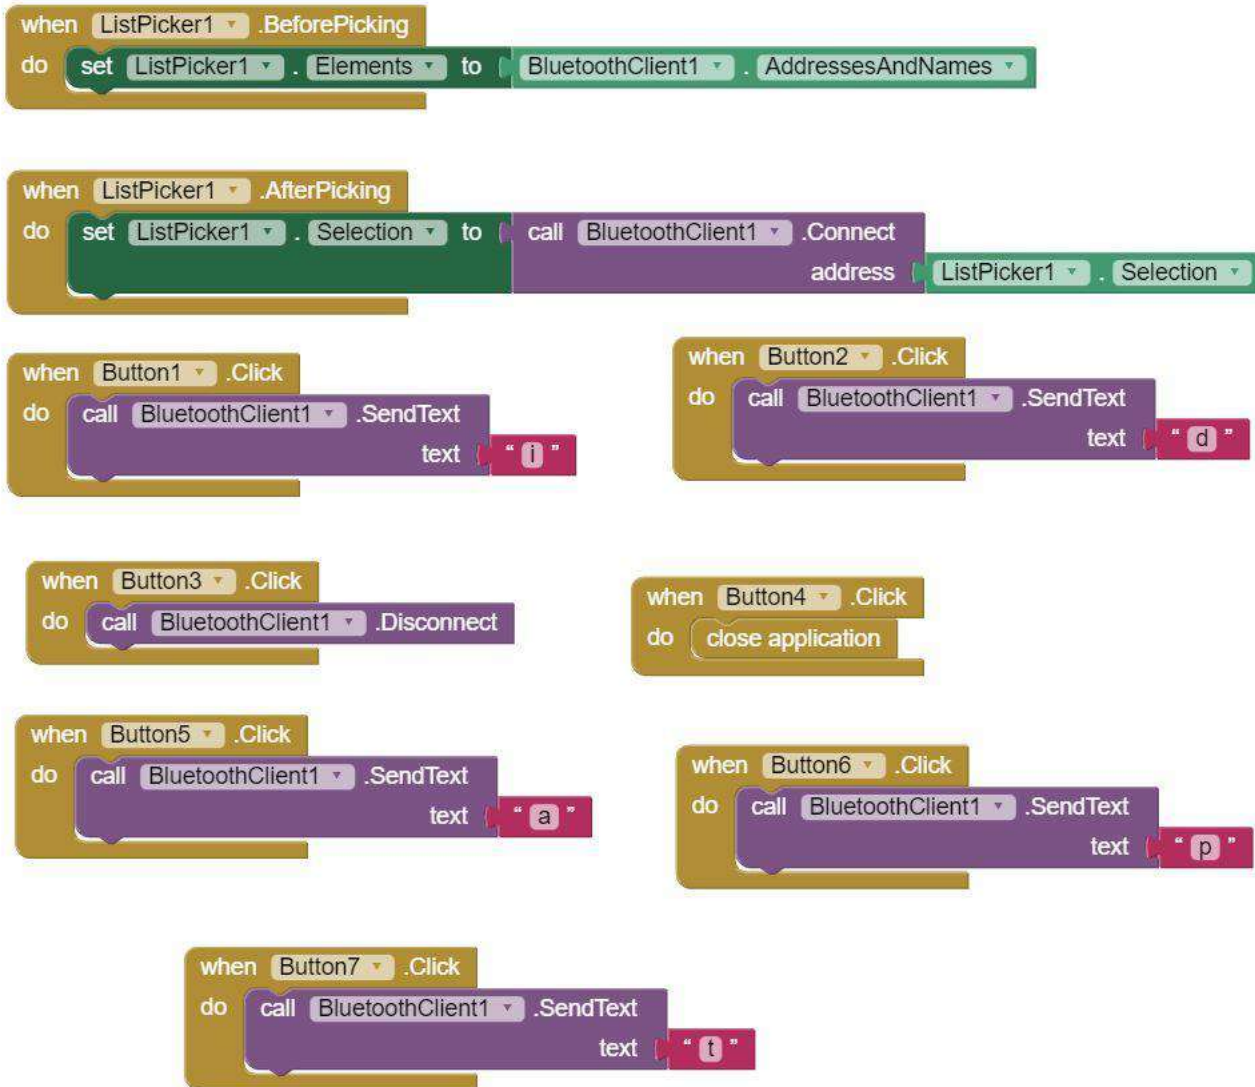 when ListPicker1 .BeforePicking
do set ListPicker1 . Elements to BluetoothClient1 . AddressesAndNames
when ListPicker1 .AfterPicking
do set ListPicker1 . Selection to call BluetoothClient1 .Connect
address ListPicker1 . Selection
when Button1 .Click
do call BluetoothClient1 .SendText
text " i "
when Button2 .Click
do call BluetoothClient1 .SendText
text " d "
when Button3 .Click
do call BluetoothClient1 .Disconnect
when Button4 .Click
do close application
when Button5 .Click
do call BluetoothClient1 .SendText
text " a "
when Button6 .Click
do call BluetoothClient1 .SendText
text " p "
when Button7 .Click
do call BluetoothClient1 .SendText
text " t "